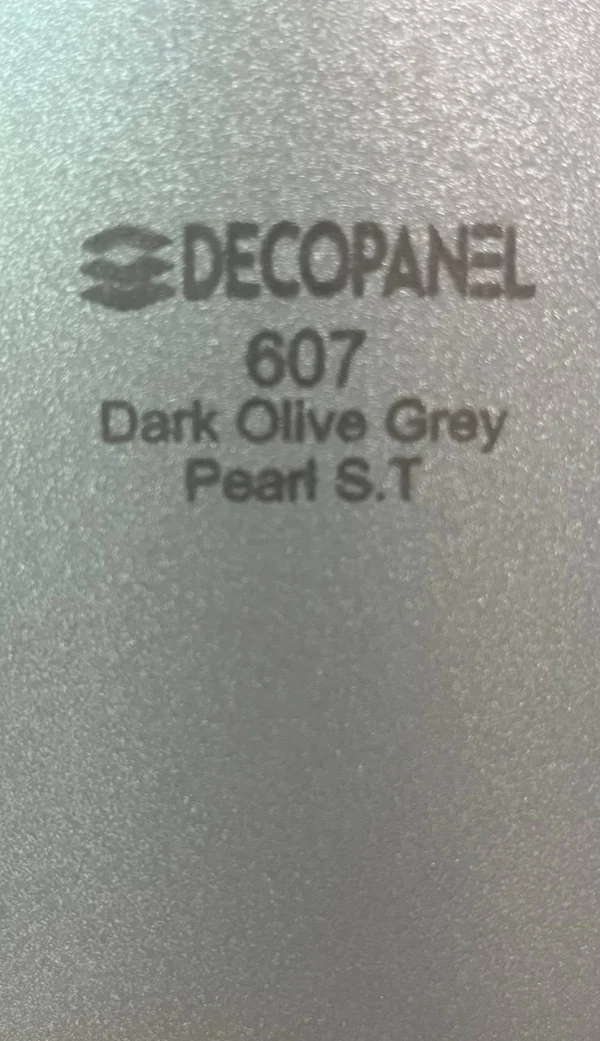 DECOPANEL
607
Dark Olive Grey
Pearl S.T